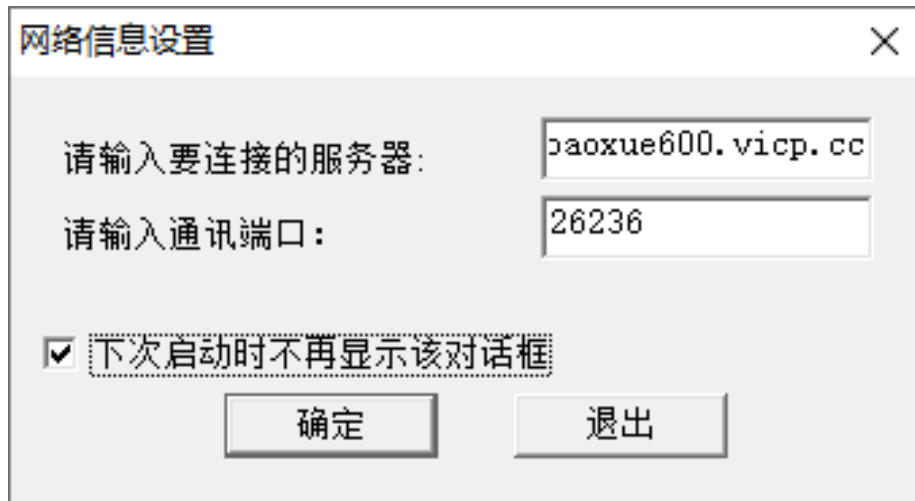 网络信息设置
请输入要连接的服务器: baoxue600.vicp.cc
请输入通讯端口： 26236
下次启动时不再显示该对话框
确定 退出